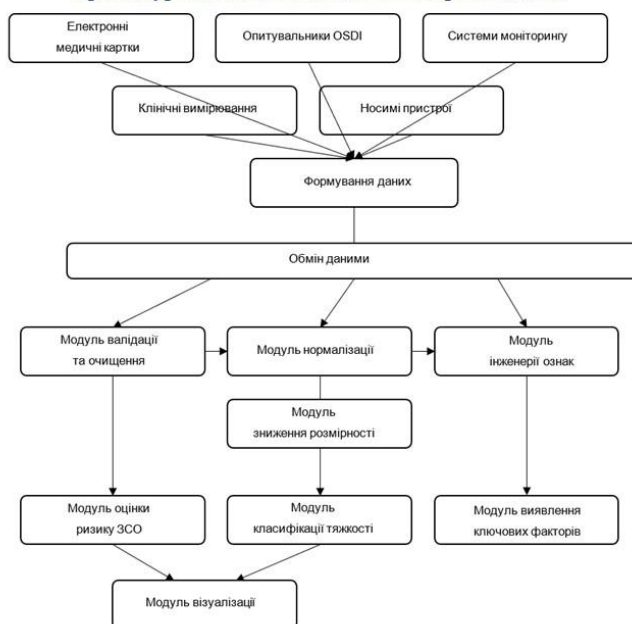 Електронні
медичні картки
Опитувальники OSDI
Системи моніторингу
Клінічні вимірювання
Носимі пристрої
Формування даних
Обмін даними
Модуль валідації
та очищення
Модуль нормалізації
Модуль
інженерії ознак
Модуль
зниження розмірності
Модуль оцінки
ризику ЗСО
Модуль
класифікації тяжкості
Модуль виявлення
ключових факторів
Модуль візуалізації